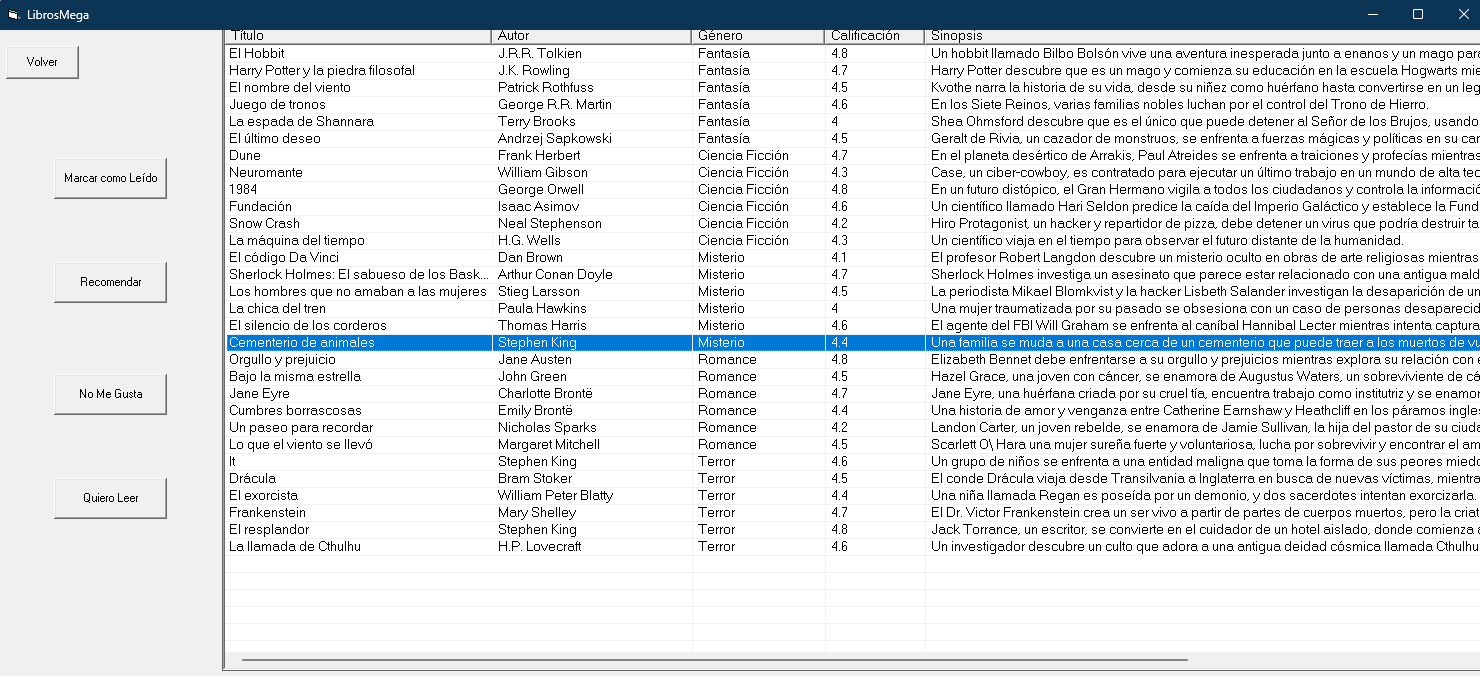 LibrosMega
Volver
Marcar como Leído
Recomendar
No Me Gusta
Quiero Leer
Título Autor Género Calificación Sinopsis
El Hobbit J.R.R. Tolkien Fantasía 4.8 Un hobbit llamado Bilbo Bolsón vive una aventura inesperada junto a enanos y un mago para
Harry Potter y la piedra filosofal J.K. Rowling Fantasía 4.7 Harry Potter descubre que es un mago y comienza su educación en la escuela Hogwarts mie
El nombre del viento Patrick Rothfuss Fantasía 4.5 Kvothe narra la historia de su vida, desde su niñez como huérfano hasta convertirse en un leg
Juego de tronos George R.R. Martin Fantasía 4.6 En los Siete Reinos, varias familias nobles luchan por el control del Trono de Hierro.
La espada de Shannara Terry Brooks Fantasía 4 Shea Ohmsford descubre que es el único que puede detener al Señor de los Brujos, usando
El último deseo Andrzej Sapkowski Fantasía 4.5 Geralt de Rivia, un cazador de monstruos, se enfrenta a fuerzas mágicas y políticas en su car
Dune Frank Herbert Ciencia Ficción 4.7 En el planeta desértico de Arrakis, Paul Atreides se enfrenta a traiciones y profecías mientras
Neuromante William Gibson Ciencia Ficción 4.3 Case, un ciber-cowboy, es contratado para ejecutar un último trabajo en un mundo de alta tec
1984 George Orwell Ciencia Ficción 4.8 En un futuro distópico, el Gran Hermano vigila a todos los ciudadanos y controla la informació
Fundación Isaac Asimov Ciencia Ficción 4.6 Un científico llamado Hari Seldon predice la caída del Imperio Galáctico y establece la Fund
Snow Crash Neal Stephenson Ciencia Ficción 4.2 Hiro Protagonist, un hacker y repartidor de pizza, debe detener un virus que podría destruir ta
La máquina del tiempo H.G. Wells Ciencia Ficción 4.3 Un científico viaja en el tiempo para observar el futuro distante de la humanidad.
El código Da Vinci Dan Brown Misterio 4.1 El profesor Robert Langdon descubre un misterio oculto en obras de arte religiosas mientras
Sherlock Holmes: El sabueso de los Bask... Arthur Conan Doyle Misterio 4.7 Sherlock Holmes investiga un asesinato que parece estar relacionado con una antigua mald
Los hombres que no amaban a las mujeres Stieg Larsson Misterio 4.5 La periodista Mikael Blomkvist y la hacker Lisbeth Salander investigan la desaparición de un
La chica del tren Paula Hawkins Misterio 4 Una mujer traumatizada por su pasado se obsesiona con un caso de personas desaparecid
El silencio de los corderos Thomas Harris Misterio 4.6 El agente del FBI Will Graham se enfrenta al caníbal Hannibal Lecter mientras intenta captura
Cementerio de animales Stephen King Misterio 4.4 Una familia se muda a una casa cerca de un cementerio que puede traer a los muertos de vu
Orgullo y prejuicio Jane Austen Romance 4.8 Elizabeth Bennet debe enfrentarse a su orgullo y prejuicios mientras explora su relación con e
Bajo la misma estrella John Green Romance 4.5 Hazel Grace, una joven con cáncer, se enamora de Augustus Waters, un sobreviviente de cá
Jane Eyre Charlotte Brontë Romance 4.7 Jane Eyre, una huérfana criada por su cruel tía, encuentra trabajo como institutriz y se enamor
Cumbres borrascosas Emily Brontë Romance 4.4 Una historia de amor y venganza entre Catherine Earnshaw y Heathcliff en los páramos ingles
Un paseo para recordar Nicholas Sparks Romance 4.2 Landon Carter, un joven rebelde, se enamora de Jamie Sullivan, la hija del pastor de su ciuda
Lo que el viento se llevó Margaret Mitchell Romance 4.5 Scarlett O\ Hara una mujer sureña fuerte y voluntariosa, lucha por sobrevivir y encontrar el am
It Stephen King Terror 4.6 Un grupo de niños se enfrenta a una entidad maligna que toma la forma de sus peores miedo
Drácula Bram Stoker Terror 4.5 El conde Drácula viaja desde Transilvania a Inglaterra en busca de nuevas víctimas, mientra
El exorcista William Peter Blatty Terror 4.4 Una niña llamada Regan es poseída por un demonio, y dos sacerdotes intentan exorcizarla.
Frankenstein Mary Shelley Terror 4.7 El Dr. Victor Frankenstein crea un ser vivo a partir de partes de cuerpos muertos, pero la criat
El resplandor Stephen King Terror 4.8 Jack Torrance, un escritor, se convierte en el cuidador de un hotel aislado, donde comienza a
La llamada de Cthulhu H.P. Lovecraft Terror 4.6 Un investigador descubre un culto que adora a una antigua deidad cósmica llamada Cthulhu